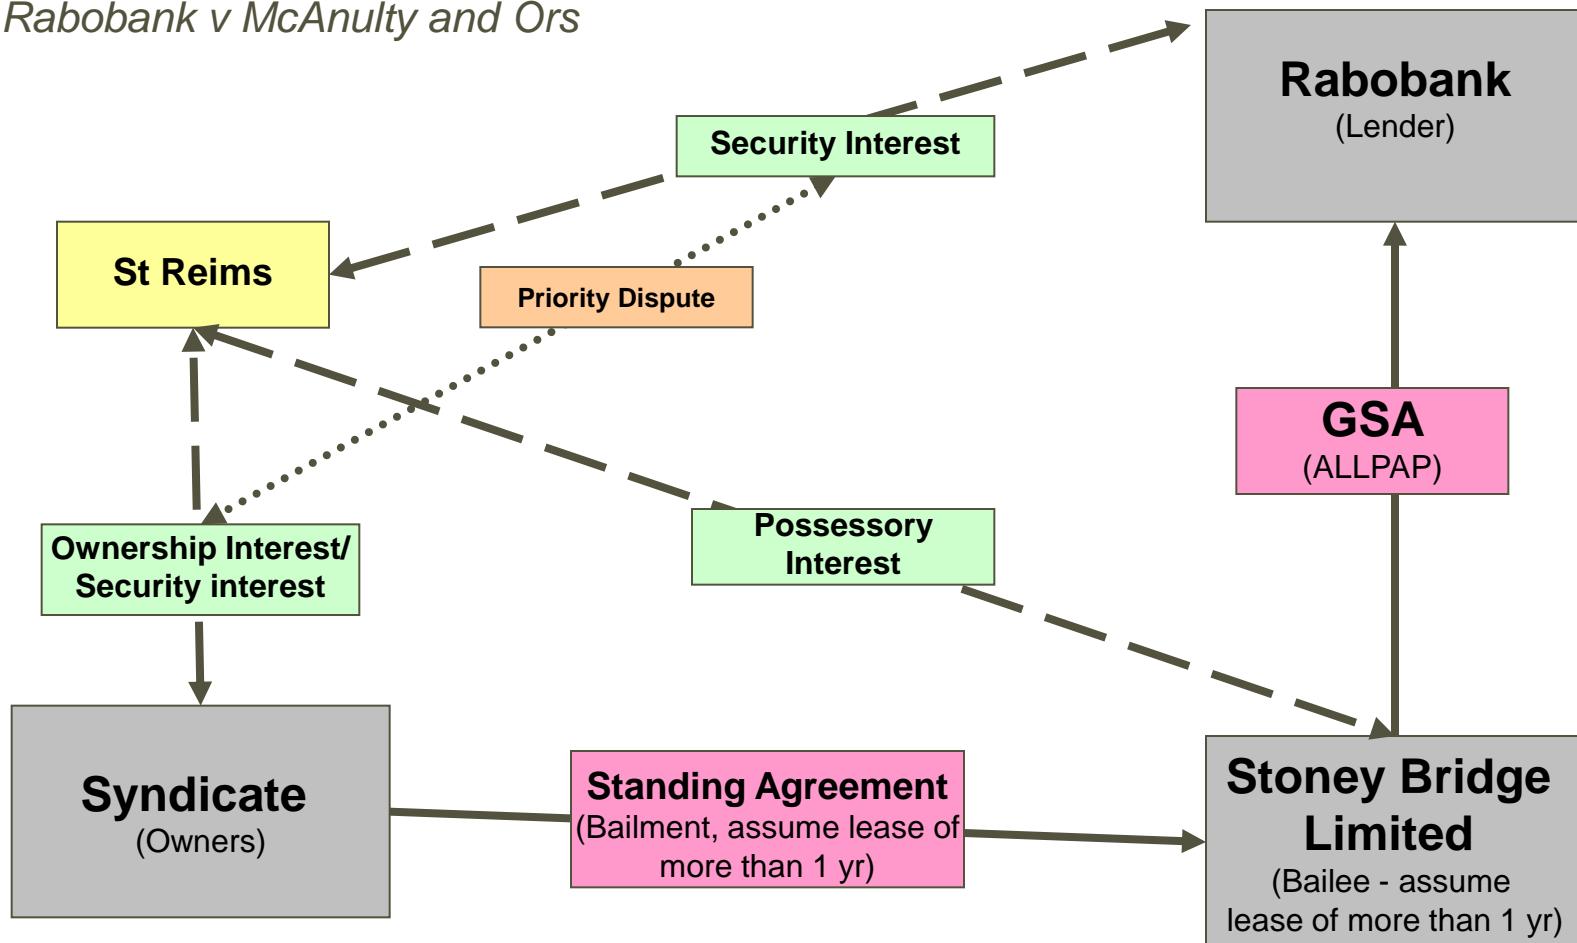 Rabobank v McAnulty and Ors
Rabobank
(Lender)
Security Interest
St Reims
Priority Dispute
GSA
(ALLPAP)
Ownership Interest/
Security interest
Possessory
Interest
Syndicate
(Owners)
Standing Agreement
(Bailment, assume lease of
more than 1 yr)
Stoney Bridge
Limited
(Bailee - assume
lease of more than 1 yr)